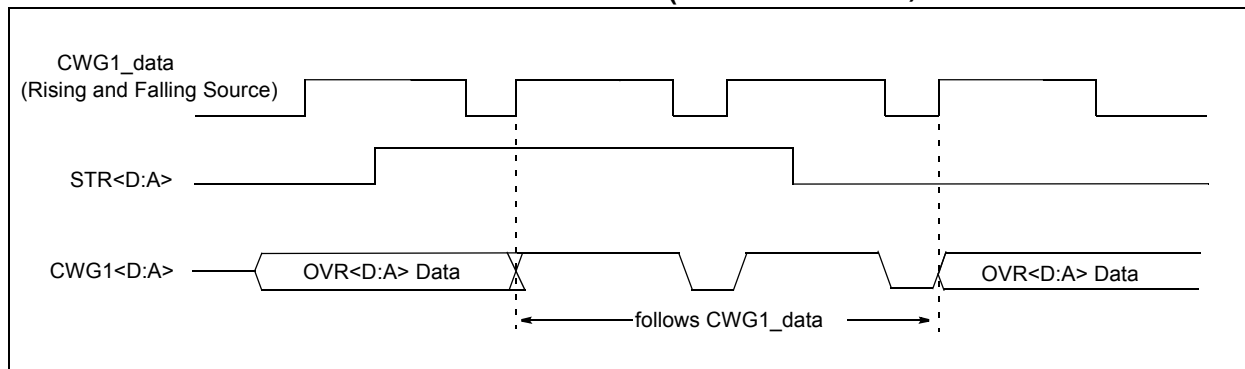 CWG1_data
(Rising and Falling Source)
STR<D:A>
CWG1<D:A>
OVR<D:A> Data
OVR<D:A> Data
follows CWG1_data